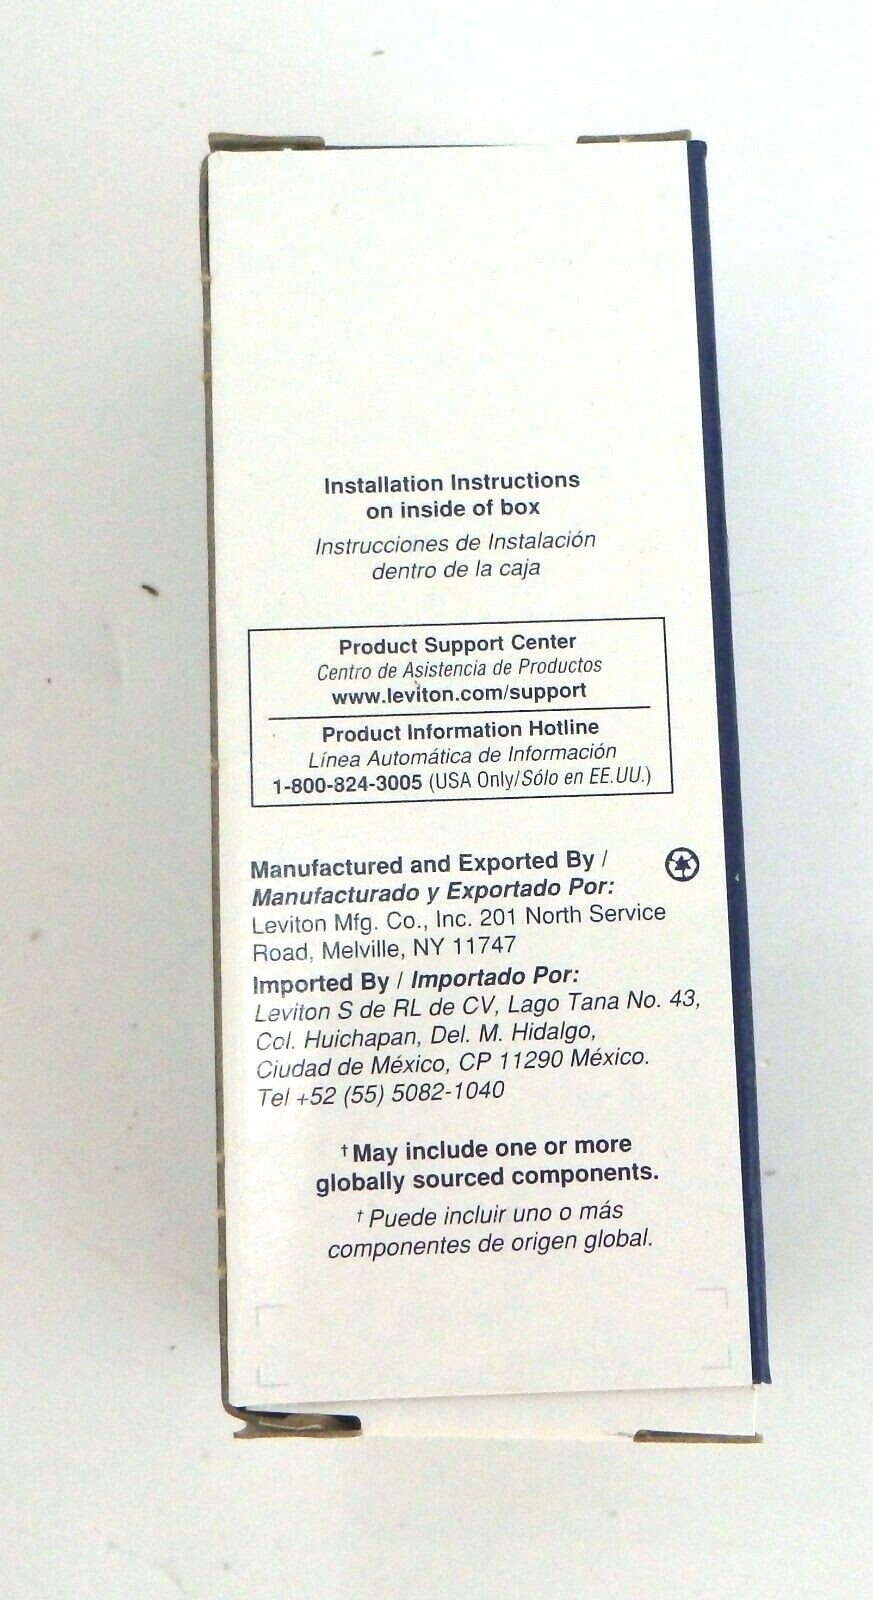 Installation Instructions
on inside of box
Instrucciones de Instalación
dentro de la caja
Product Support Center
Centro de Asistencia de Productos
www.leviton.com/support
Product Information Hotline
Línea Automática de Información
1-800-824-3005 (USA Only/Sólo en EE.UU.)
Manufactured and Exported By /
Manufacturado y Exportado Por:
Leviton Mfg. Co., Inc. 201 North Service
Road, Melville, NY 11747
Imported By / Importado Por:
Leviton S de RL de CV, Lago Tana No. 43,
Col. Huichapan, Del. M. Hidalgo,
Ciudad de México, CP 11290 México.
Tel +52 (55) 5082-1040
† May include one or more
globally sourced components.
† Puede incluir uno o más
componentes de origen global.